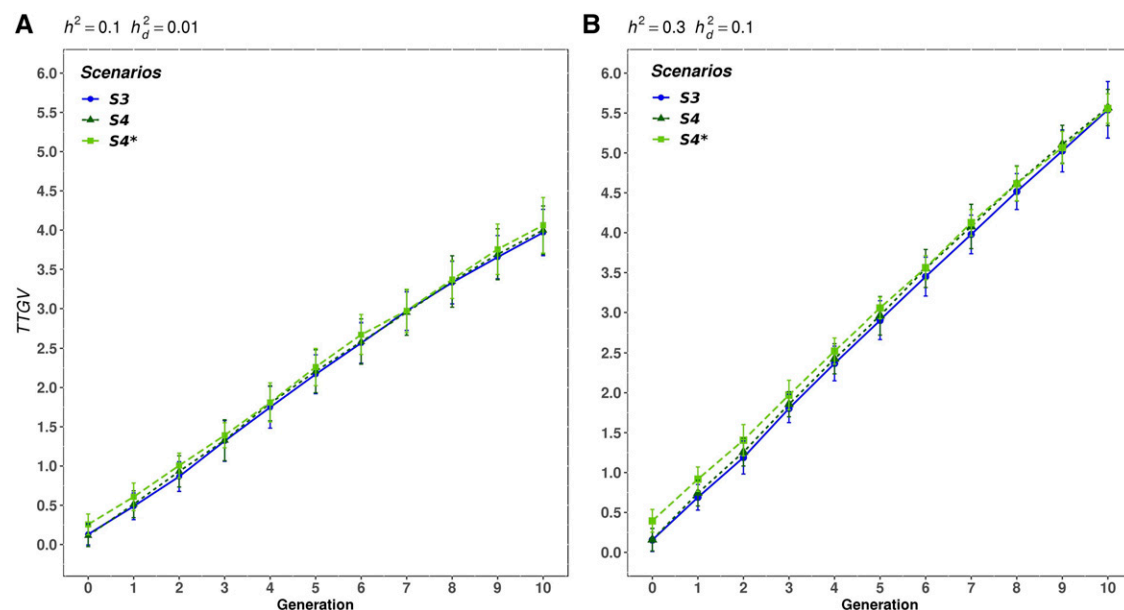 A h² = 0.1 h²d = 0.01
Scenarios
S3
S4
S4*
TTGV
6.0
5.5
5.0
4.5
4.0
3.5
3.0
2.5
2.0
1.5
1.0
0.5
0.0
0 1 2 3 4 5 6 7 8 9 10
Generation
B h² = 0.3 h²d = 0.1
Scenarios
S3
S4
S4*
6.0
5.5
5.0
4.5
4.0
3.5
3.0
2.5
2.0
1.5
1.0
0.5
0.0
0 1 2 3 4 5 6 7 8 9 10
Generation